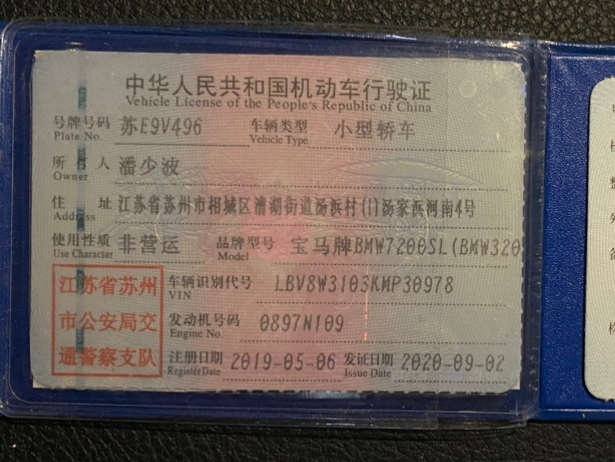 中华人民共和国机动车行驶证
Vehicle License of the People's Republic of China
号牌号码 苏E9V496 车辆类型 小型轿车
Plate No. Vehicle Type
所有人 潘少波
Owner
住址 江苏省苏州市相城区漕湖街道汤浜村(1)汤家浜河南4号
Address
使用性质 非营运 品牌型号 宝马牌BMW7200SL(BMW320
Use Character Model
江苏省苏州 车辆识别代号 LBV8W3103KMP30978
VIN
市公安局交 发动机号码 0897N109
Engine No.
通警察支队 注册日期 2019-05-06 发证日期 2020-09-02
Register Date Issue Date